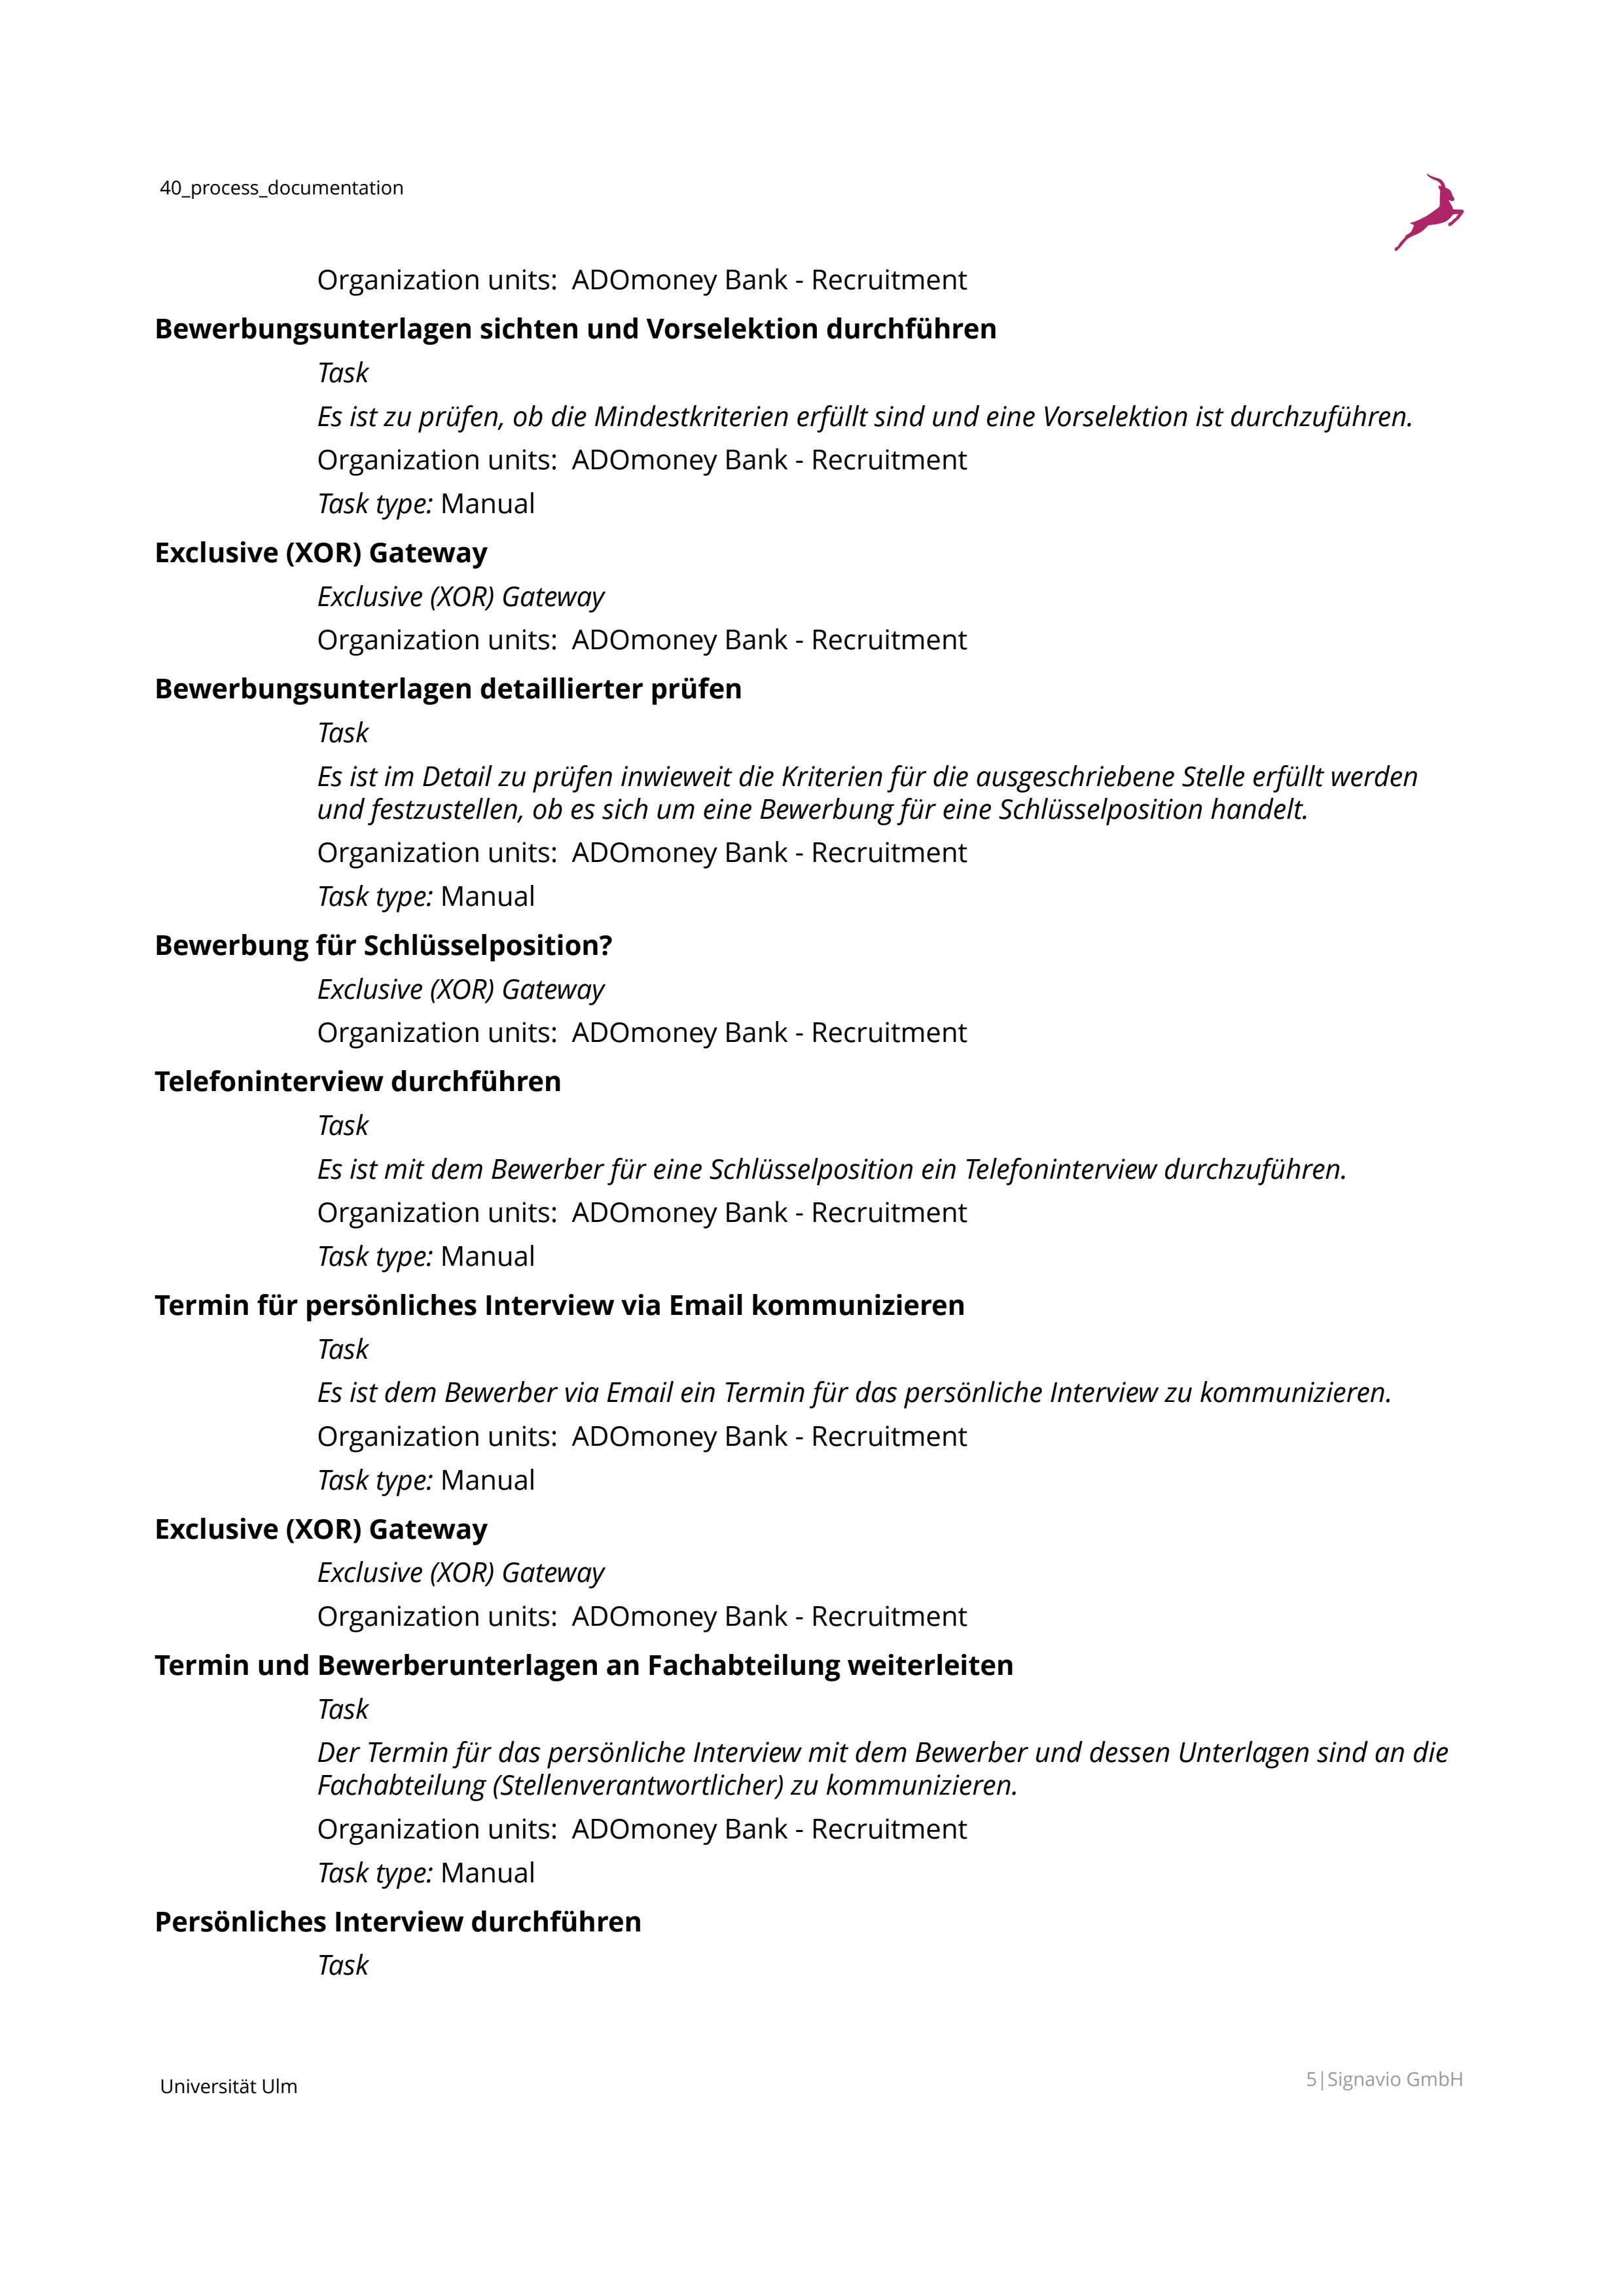 40_process_documentation
Organization units:  ADOmoney Bank - Recruitment
Bewerbungsunterlagen sichten und Vorselektion durchführen
Task
Es ist zu prüfen, ob die Mindestkriterien erfüllt sind und eine Vorselektion ist durchzuführen.
Organization units:  ADOmoney Bank - Recruitment
Task type: Manual
Exclusive (XOR) Gateway
Exclusive (XOR) Gateway
Organization units:  ADOmoney Bank - Recruitment
Bewerbungsunterlagen detaillierter prüfen
Task
Es ist im Detail zu prüfen inwieweit die Kriterien für die ausgeschriebene Stelle erfüllt werden
und festzustellen, ob es sich um eine Bewerbung für eine Schlüsselposition handelt.
Organization units:  ADOmoney Bank - Recruitment
Task type: Manual
Bewerbung für Schlüsselposition?
Exclusive (XOR) Gateway
Organization units:  ADOmoney Bank - Recruitment
Telefoninterview durchführen
Task
Es ist mit dem Bewerber für eine Schlüsselposition ein Telefoninterview durchzuführen.
Organization units:  ADOmoney Bank - Recruitment
Task type: Manual
Termin für persönliches Interview via Email kommunizieren
Task
Es ist dem Bewerber via Email ein Termin für das persönliche Interview zu kommunizieren.
Organization units:  ADOmoney Bank - Recruitment
Task type: Manual
Exclusive (XOR) Gateway
Exclusive (XOR) Gateway
Organization units:  ADOmoney Bank - Recruitment
Termin und Bewerberunterlagen an Fachabteilung weiterleiten
Task
Der Termin für das persönliche Interview mit dem Bewerber und dessen Unterlagen sind an die
Fachabteilung (Stellenverantwortlicher) zu kommunizieren.
Organization units:  ADOmoney Bank - Recruitment
Task type: Manual
Persönliches Interview durchführen
Task
Universität Ulm
5|Signavio GmbH